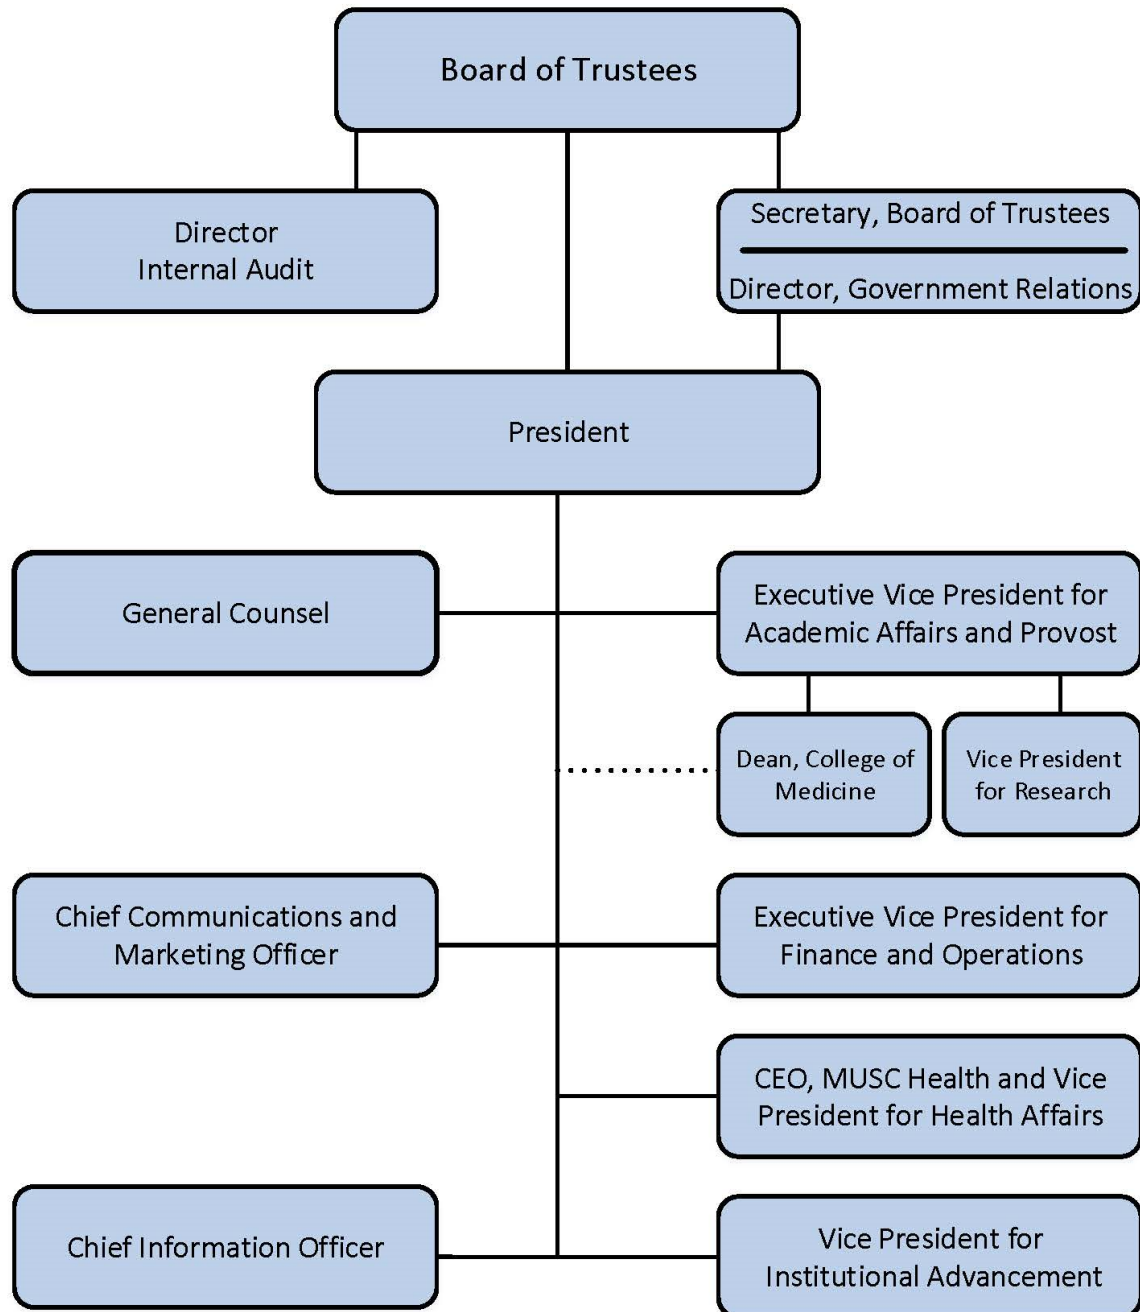 Board of Trustees
Director
Internal Audit
Secretary, Board of Trustees
Director, Government Relations
President
General Counsel
Executive Vice President for
Academic Affairs and Provost
Dean, College of
Medicine
Vice President
for Research
Chief Communications and
Marketing Officer
Executive Vice President for
Finance and Operations
CEO, MUSC Health and Vice
President for Health Affairs
Chief Information Officer
Vice President for
Institutional Advancement